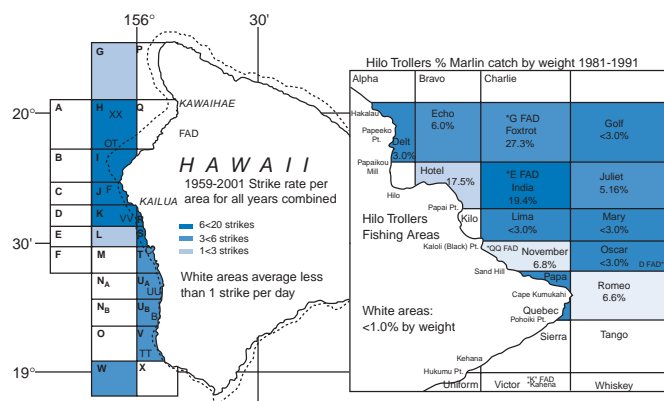 156°
30'
G
P
KAWAIHAE
20°
A
H
XX
Q
FAD
OT
B
I
HAWAII
1959-2001 Strike rate per
area for all years combined
6<20 strikes
3<6 strikes
1<3 strikes
White areas average less
than 1 strike per day
C
J
F
KAILUA
D
K
VV
R
E
L
S
30'
F
M
T
NA
UA
UU
NB
UB
B
O
V
TT
19°
W
X
Hilo Trollers % Marlin catch by weight 1981-1991
Alpha
Bravo
Charlie
Hakalau
Papeeko
Pt.
Papaikou
Mill
Delt
3.0%
Echo
6.0%
*G FAD
Foxtrot
27.3%
Golf
<3.0%
Hilo
Hotel
17.5%
*E FAD
India
19.4%
Juliet
5.16%
Papai Pt.
Hilo Trollers
Fishing Areas
Kilo
Lima
<3.0%
Mary
<3.0%
Kaloli (Black) Pt.
*QQ FAD
November
6.8%
Oscar
<3.0%
D FAD*
Sand Hill
Papa
Cape Kumukahi
Romeo
6.6%
White areas:
<1.0% by weight
Quebec
Pohoiki Pt.
Sierra
Tango
Kehana
Hukumu Pt.
Uniform
Victor
*K* FAD
*Kahena
Whiskey